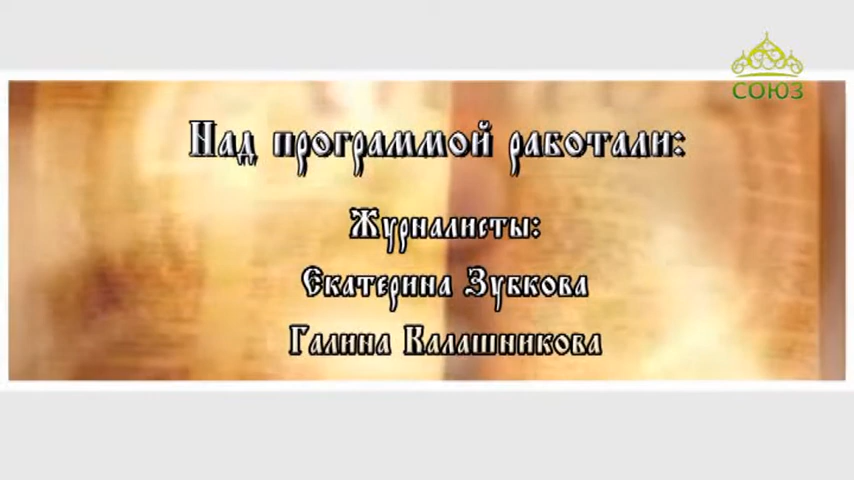 СОЮЗ
Над программой работали:
Журналисты:
Екатерина Зубкова
Галина Калашникова